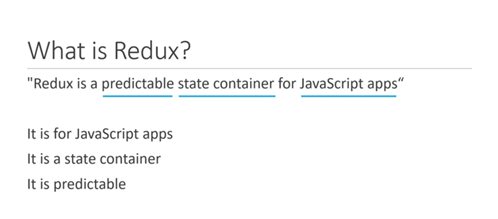 What is Redux?
"Redux is a predictable state container for JavaScript apps“
It is for JavaScript apps
It is a state container
It is predictable